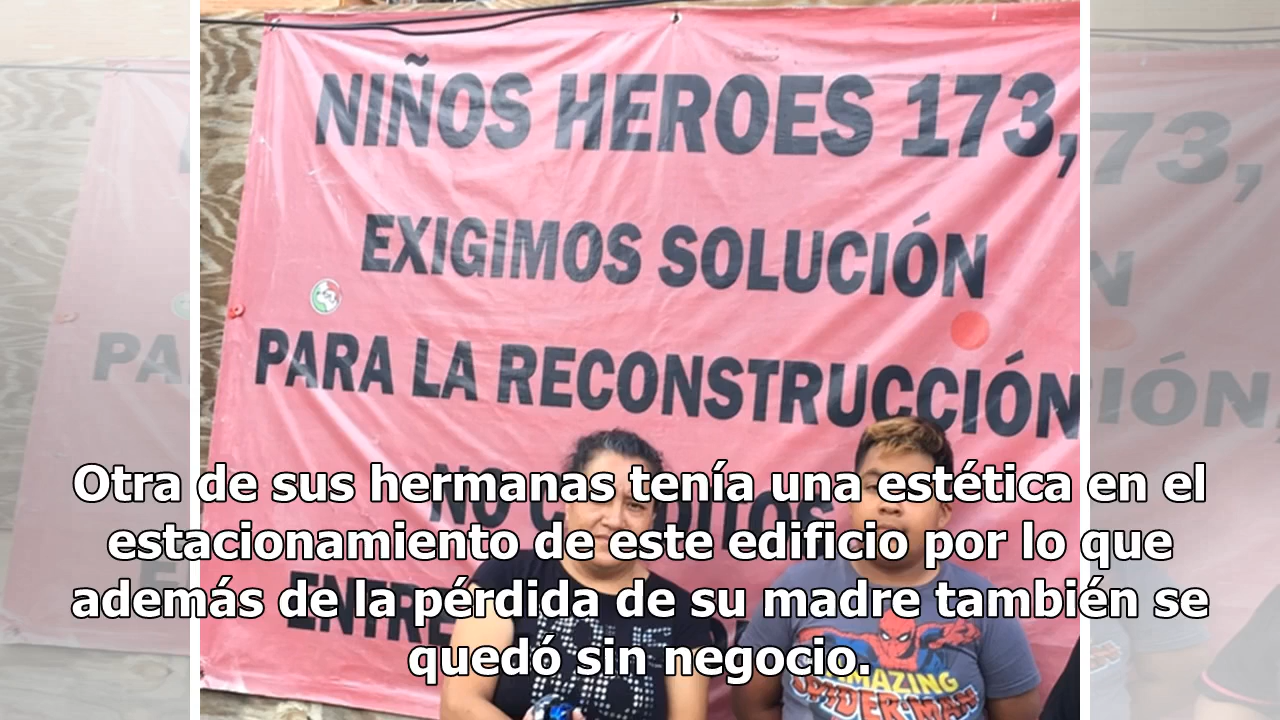 NIÑOS HEROES 173,
EXIGIMOS SOLUCIÓN
PARA LA RECONSTRUCCIÓN
NO
Otra de sus hermanas tenía una estética en el
estacionamiento de este edificio por lo que
además de la pérdida de su madre también se
quedó sin negocio.
AMAZING
SPIDER-MAN